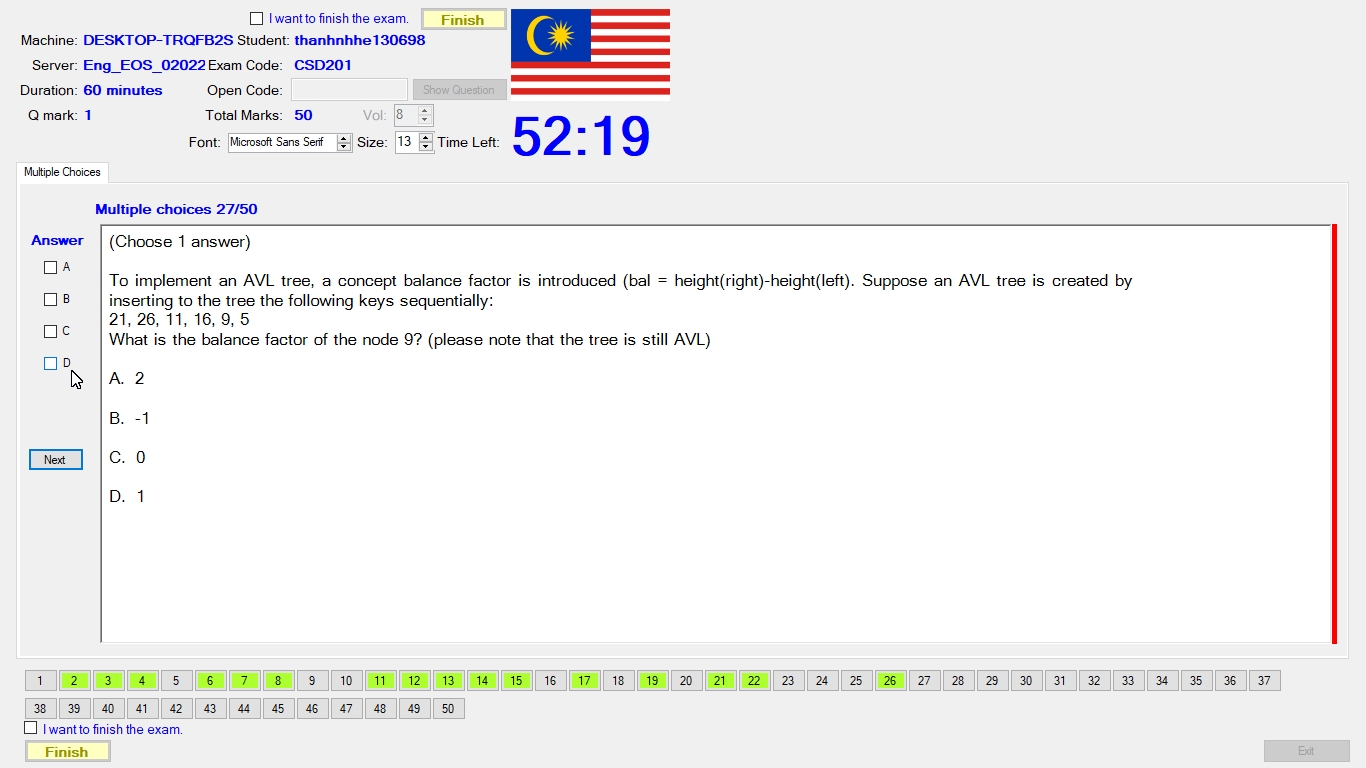 I want to finish the exam. Finish
Machine: DESKTOP-TRQFB2S Student: thanhnhhe130698
Server: Eng_EOS_02022 Exam Code: CSD201
Duration: 60 minutes Open Code: Show Question
Q mark: 1 Total Marks: 50 Vol: 8
Font: Microsoft Sans Serif Size: 13 Time Left: 52:19
Multiple Choices
Multiple choices 27/50
Answer
A
B
C
D
Next
(Choose 1 answer)
To implement an AVL tree, a concept balance factor is introduced (bal = height(right)-height(left). Suppose an AVL tree is created by
inserting to the tree the following keys sequentially:
21, 26, 11, 16, 9, 5
What is the balance factor of the node 9? (please note that the tree is still AVL)
A. 2
B. -1
C. 0
D. 1
1 2 3 4 5 6 7 8 9 10 11 12 13 14 15 16 17 18 19 20 21 22 23 24 25 26 27 28 29 30 31 32 33 34 35 36 37
38 39 40 41 42 43 44 45 46 47 48 49 50
I want to finish the exam.
Finish
Exit